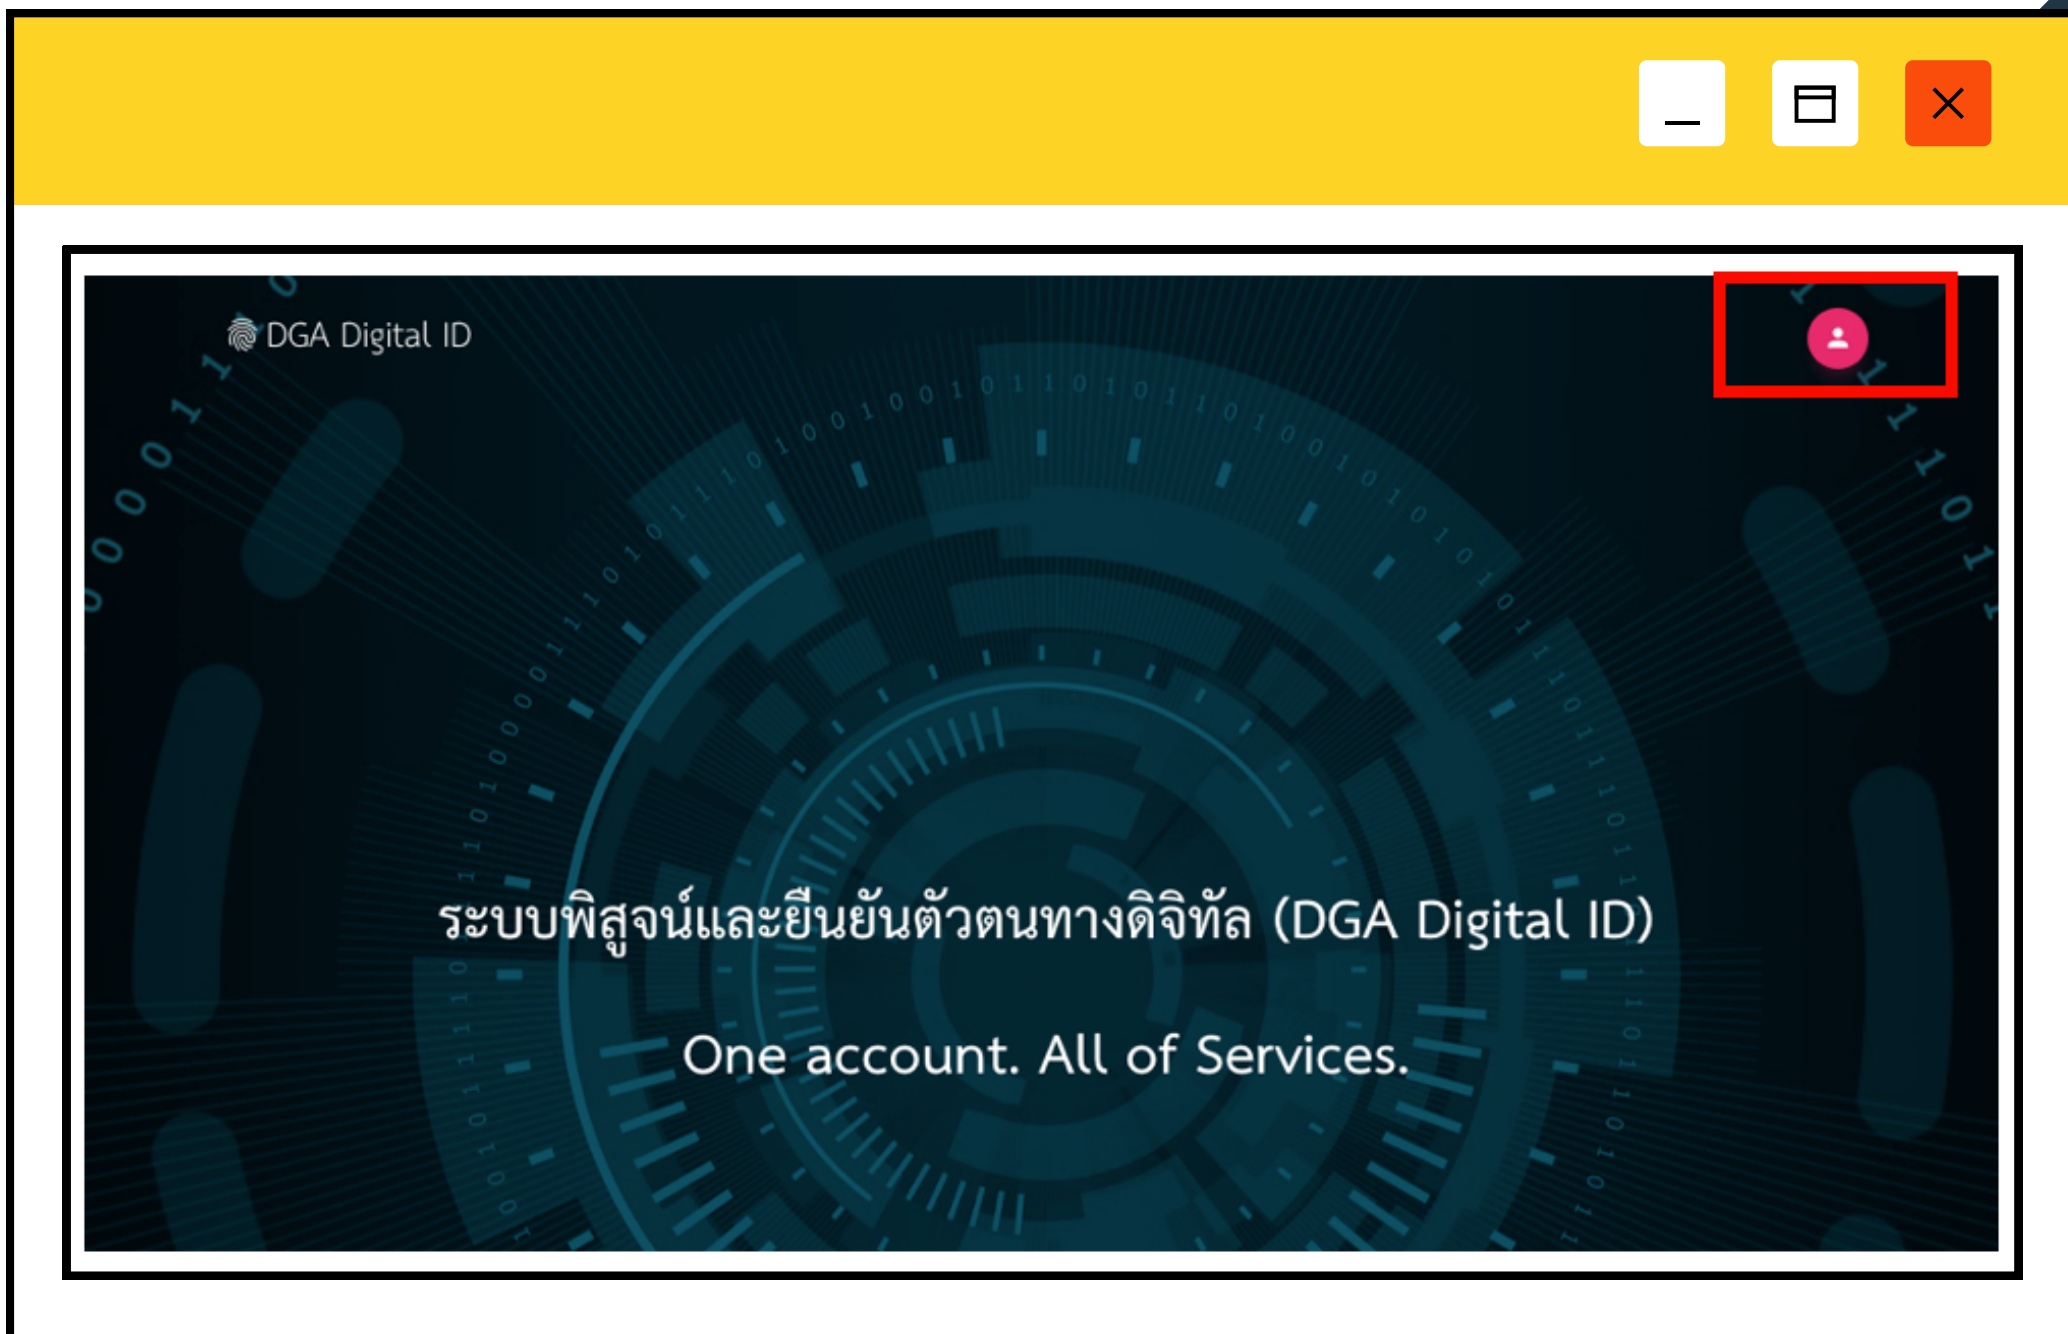 DGA Digital ID
ระบบพิสูจน์และยืนยันตัวตนทางดิจิทัล (DGA Digital ID)
One account. All of Services.